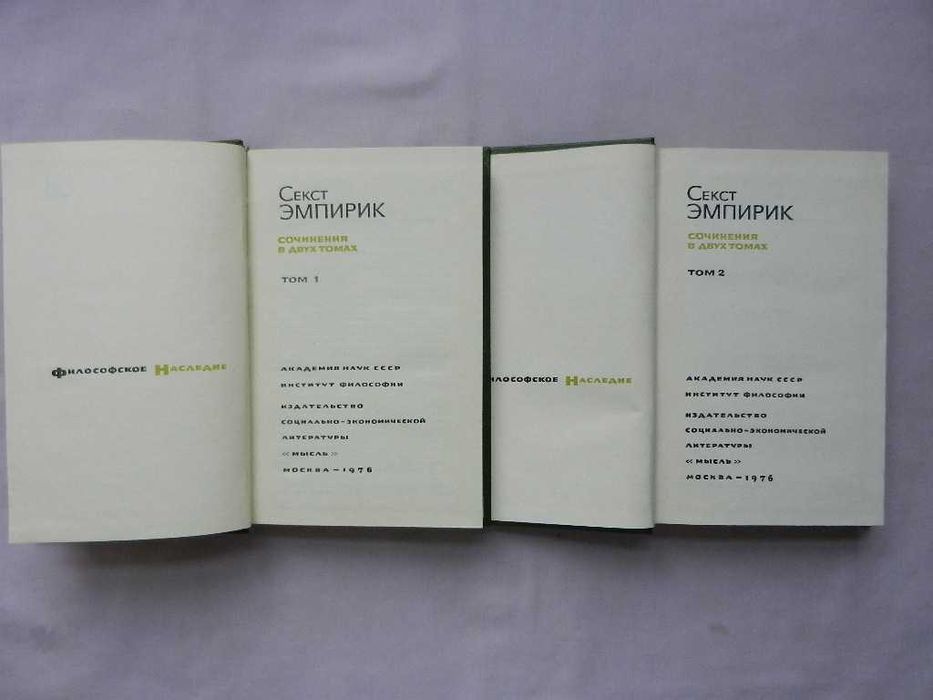 Философское Наследие
Секст
ЭМПИРИК
СОЧИНЕНИЯ
В ДВУХ ТОМАХ
ТОМ 1
АКАДЕМИЯ НАУК СССР
ИНСТИТУТ ФИЛОСОФИИ
ИЗДАТЕЛЬСТВО
СОЦИАЛЬНО-ЭКОНОМИЧЕСКОЙ
ЛИТЕРАТУРЫ
«МЫСЛЬ»
МОСКВА — 1976
илософское Наследие
Секст
ЭМПИРИК
СОЧИНЕНИЯ
В ДВУХ ТОМАХ
ТОМ 2
АКАДЕМИЯ НАУК СССР
ИНСТИТУТ ФИЛОСОФИИ
ИЗДАТЕЛЬСТВО
СОЦИАЛЬНО-ЭКОНОМИЧЕСКОЙ
ЛИТЕРАТУРЫ
«МЫСЛЬ»
МОСКВА — 1976